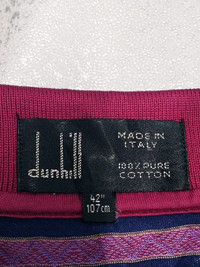 dunhill
MADE IN
ITALY
100% PURE
COTTON
42"
107cm